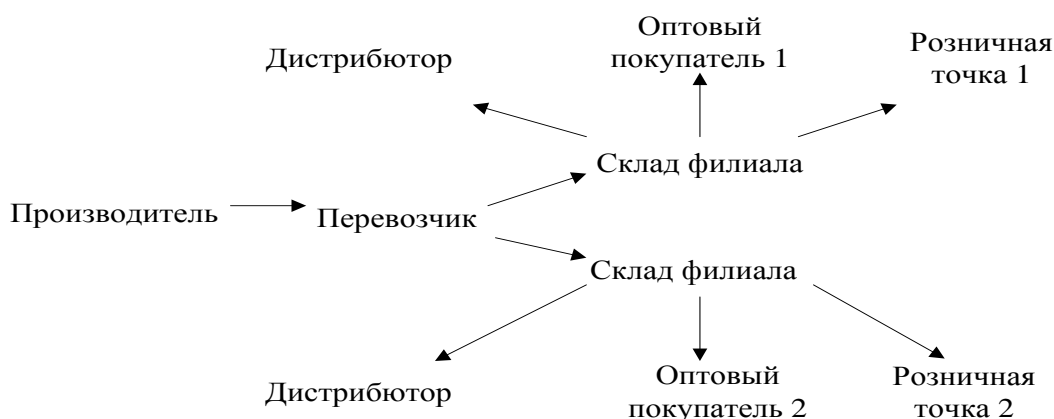 Оптовый
покупатель 1
Дистрибютор
Розничная
точка 1
Склад филиала
Производитель
Перевозчик
Склад филиала
Дистрибютор
Оптовый
покупатель 2
Розничная
точка 2